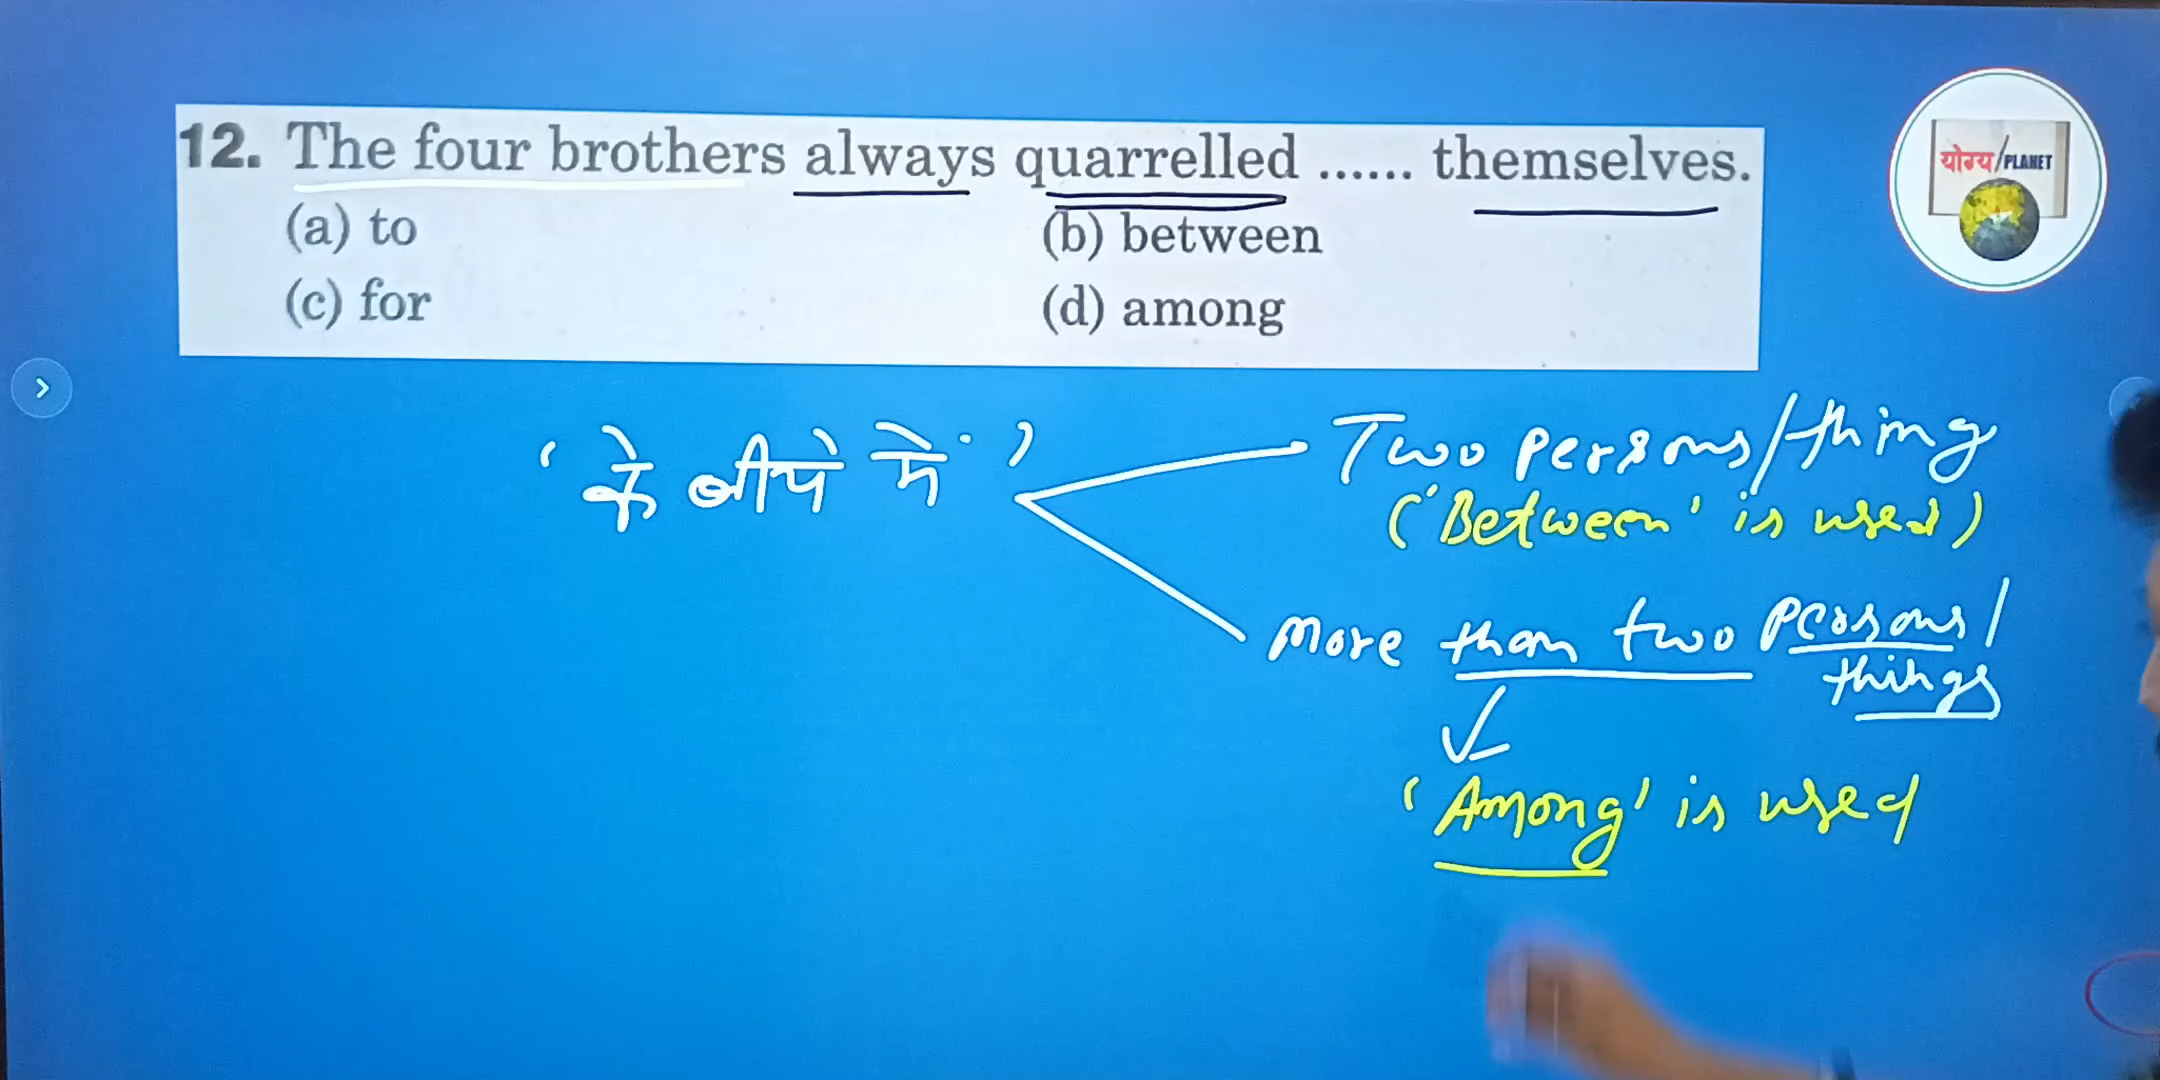 12. The four brothers always quarrelled ...... themselves.
(a) to (b) between
(c) for (d) among
योग्य/PLANET
'के बीच में'
Two persons/thing
('Between' is used)
More than two persons/
things
'Among' is used